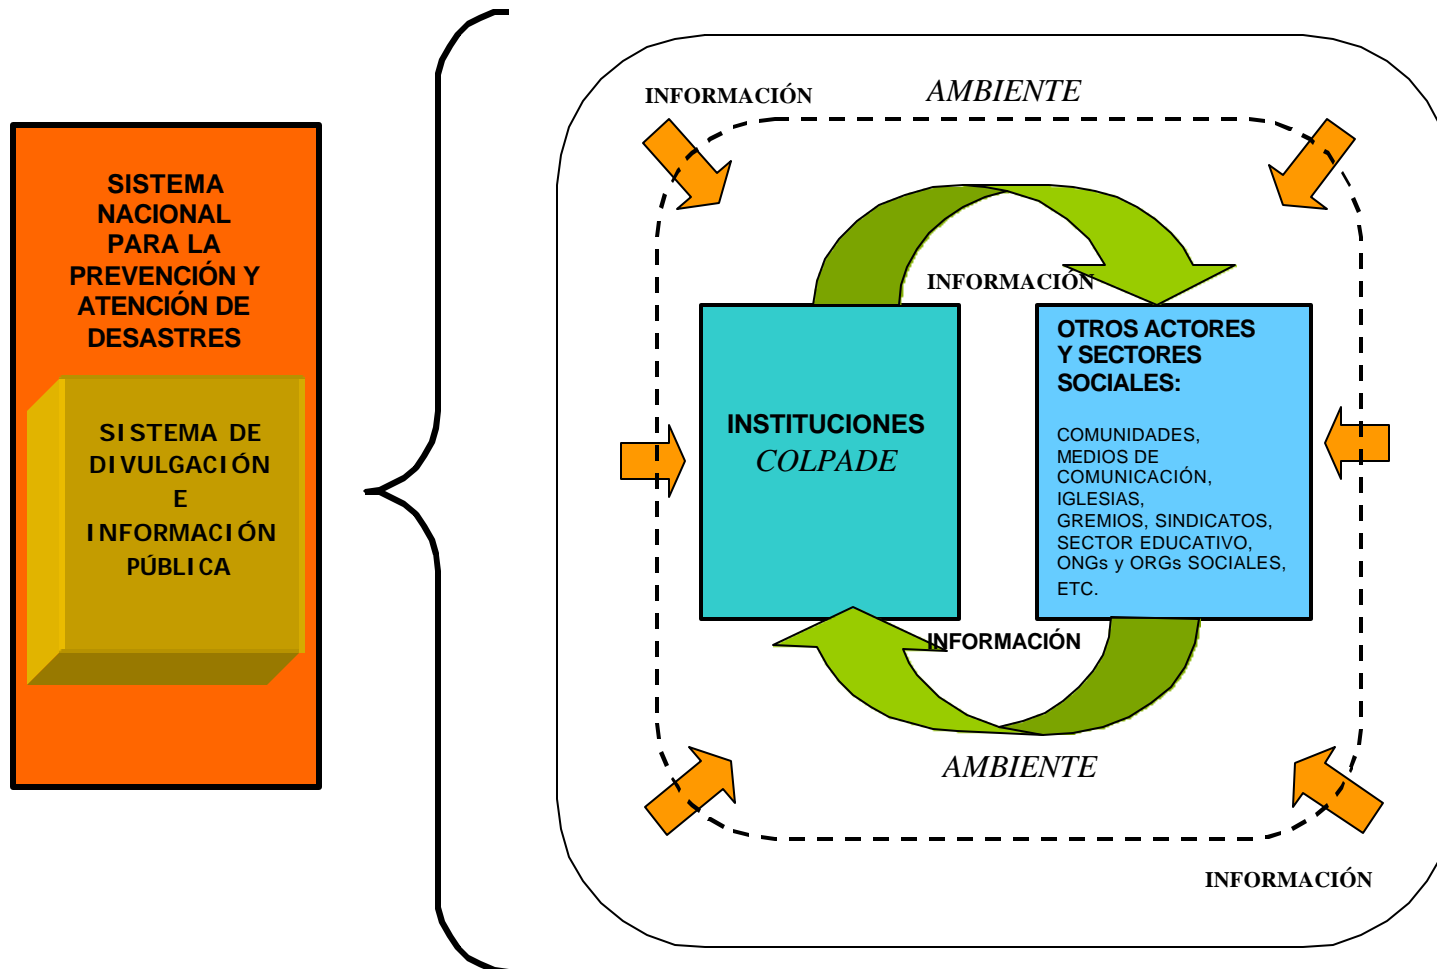 SISTEMA
NACIONAL
PARA LA
PREVENCIÓN Y
ATENCIÓN DE
DESASTRES
SISTEMA DE
DIVULGACIÓN
E
INFORMACIÓN
PÚBLICA
INFORMACIÓN
AMBIENTE
INFORMACIÓN
INSTITUCIONES
COLPADE
OTROS ACTORES
Y SECTORES
SOCIALES:
COMUNIDADES,
MEDIOS DE
COMUNICACIÓN,
IGLESIAS,
GREMIOS, SINDICATOS,
SECTOR EDUCATIVO,
ONGs y ORGs SOCIALES,
ETC.
INFORMACIÓN
AMBIENTE
INFORMACIÓN